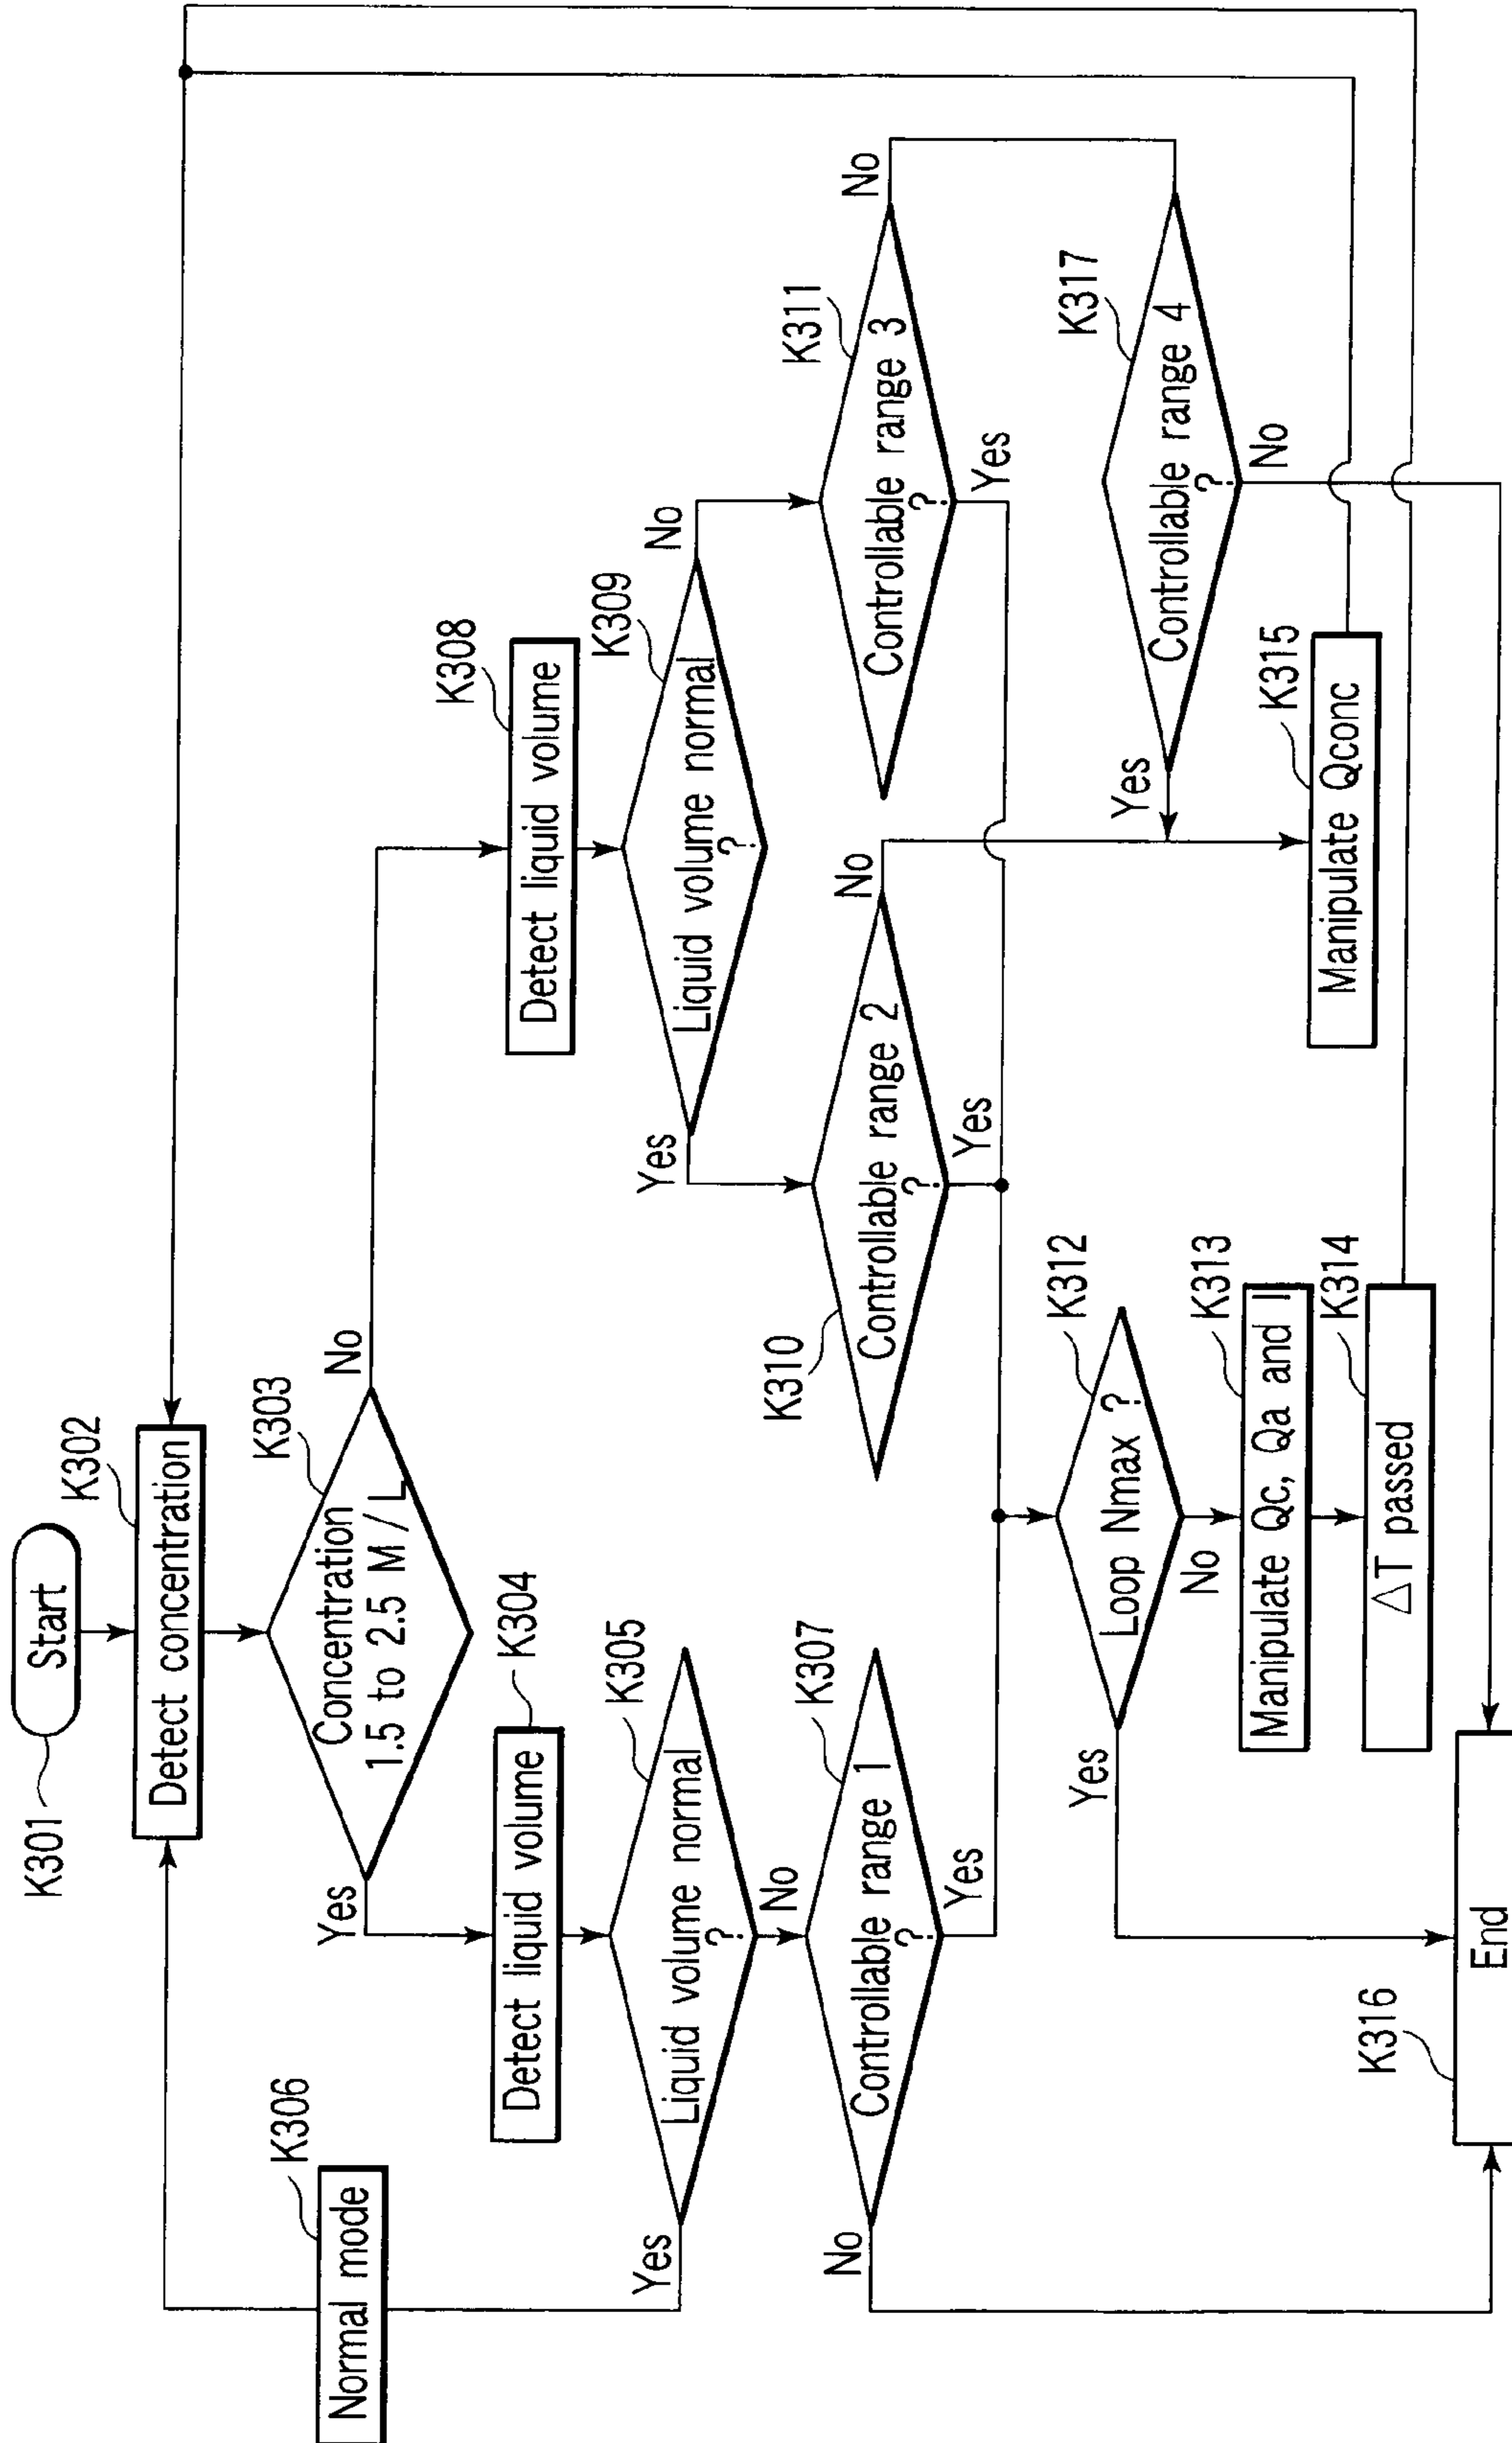 K301
Start
K302
Detect concentration
K303
Concentration
1.5 to 2.5 M / L
Yes
No
K304
Detect liquid volume
K305
Liquid volume normal
?
Yes
No
K306
Normal mode
K307
Controllable range 1
?
No
Yes
K308
Detect liquid volume
K309
Liquid volume normal
?
Yes
No
K310
Controllable range 2
?
No
Yes
K311
Controllable range 3
?
No
Yes
K317
Controllable range 4
?
Yes
No
K312
Loop Nmax ?
Yes
No
K313
Manipulate Qc, Qa and I
K314
△T passed
K315
Manipulate Qconc
K316
End